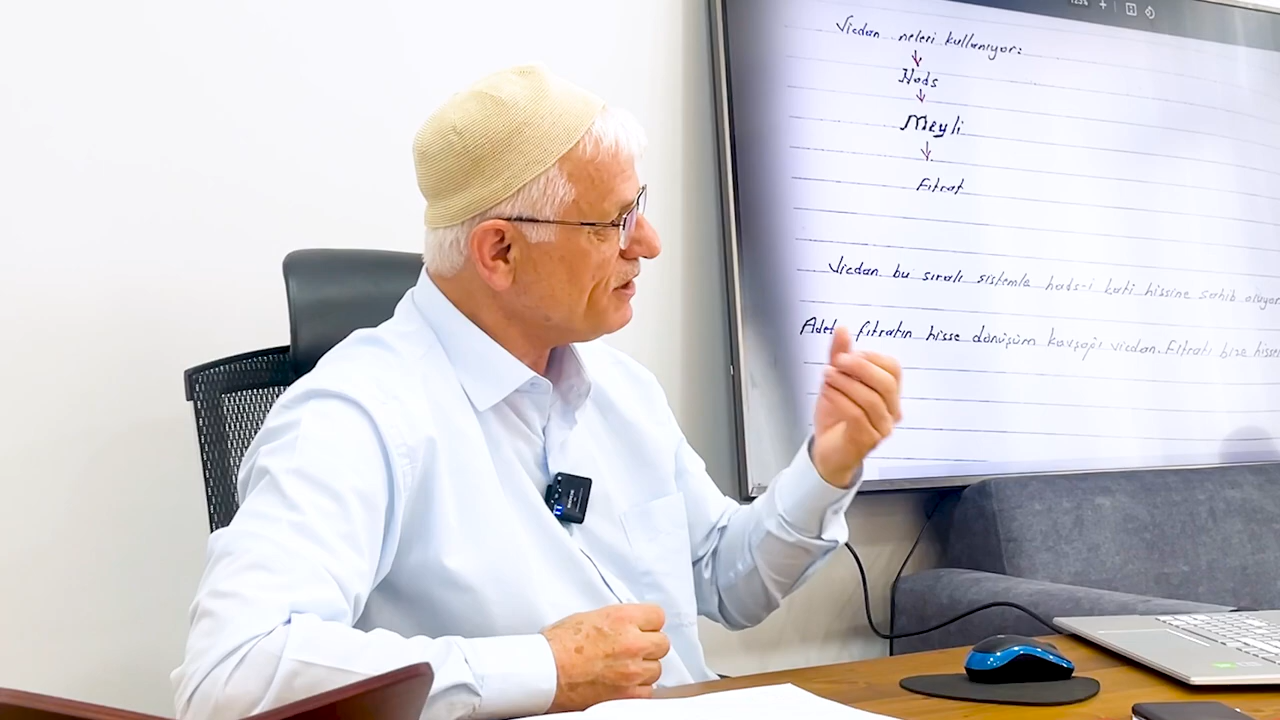 123%
Vicdan neleri kullanıyor:
Hads
Meyli
Fıtrat
Vicdan bu sıralı sistemle hads-i kati hissine sahib oluyor
Adet fıtratın hisse dönüşüm kavşağı vicdan. Fıtratı bize hisse